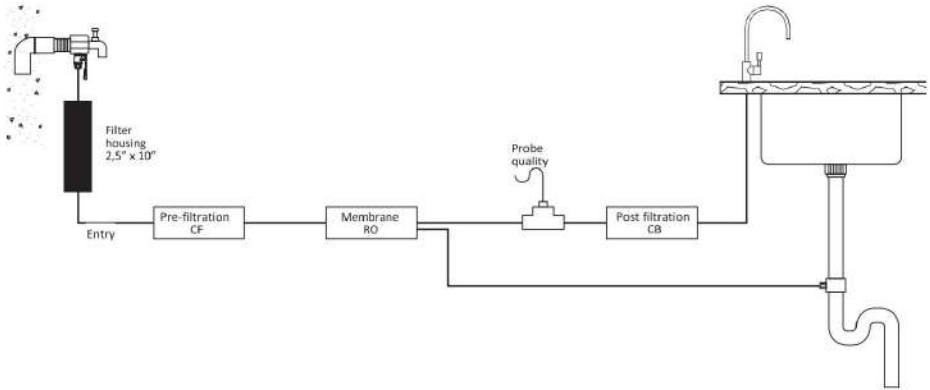 Filter
housing
2,5" x 10"
Entry
Pre-filtration
CF
Membrane
RO
Probe
quality
Post filtration
CB